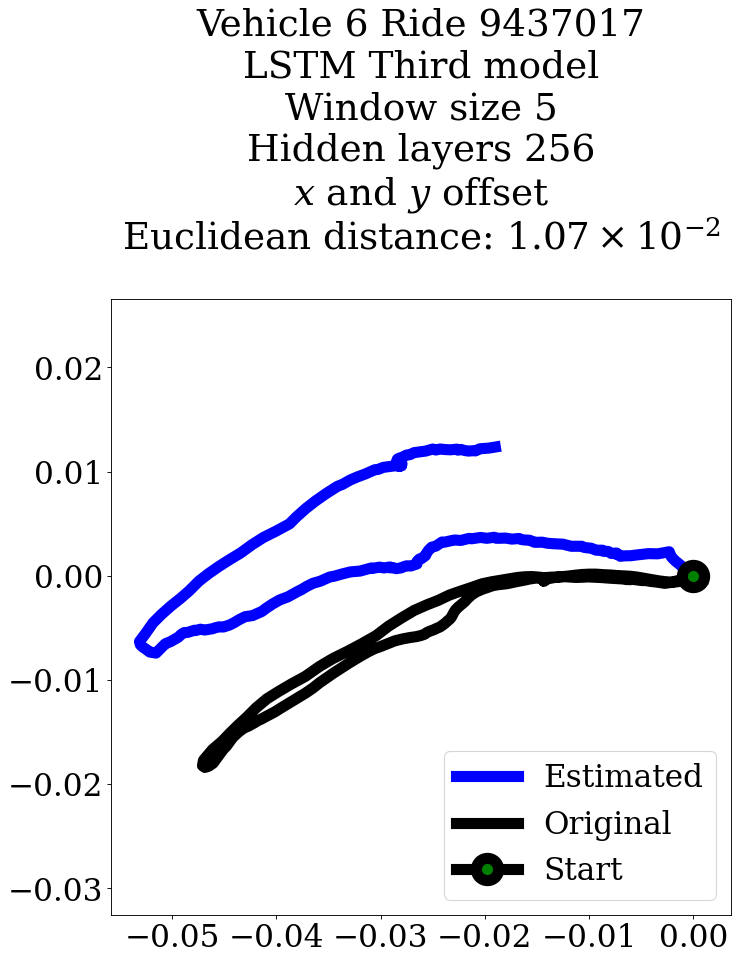 Vehicle 6 Ride 9437017
LSTM Third model
Window size 5
Hidden layers 256
x and y offset
Euclidean distance: 1.07 × 10⁻²
0.02
0.01
0.00
−0.01
−0.02
−0.03
Estimated
Original
Start
−0.05 −0.04 −0.03 −0.02 −0.01 0.00